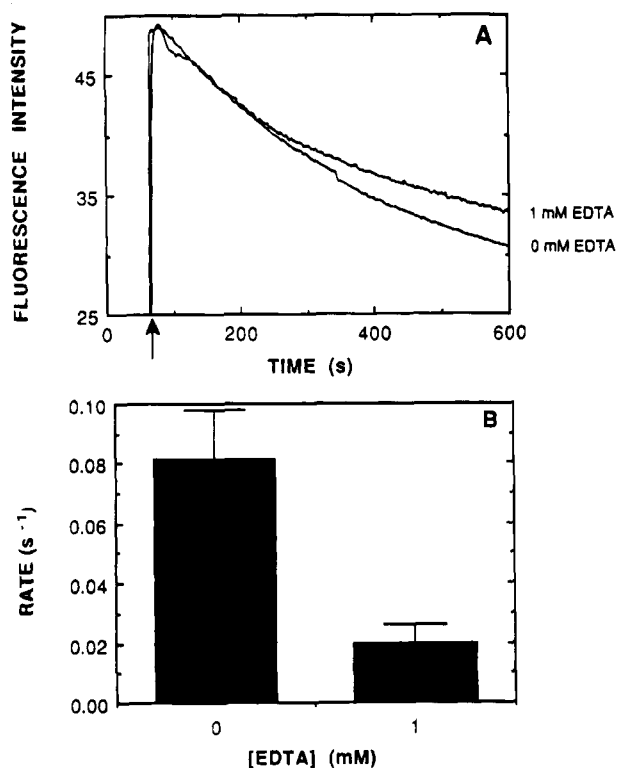 FLUORESCENCE INTENSITY
A
45
35
25
0
200
400
600
TIME (s)
1 mM EDTA
0 mM EDTA
B
RATE (s⁻¹)
0.10
0.08
0.06
0.04
0.02
0.00
0
1
[EDTA] (mM)